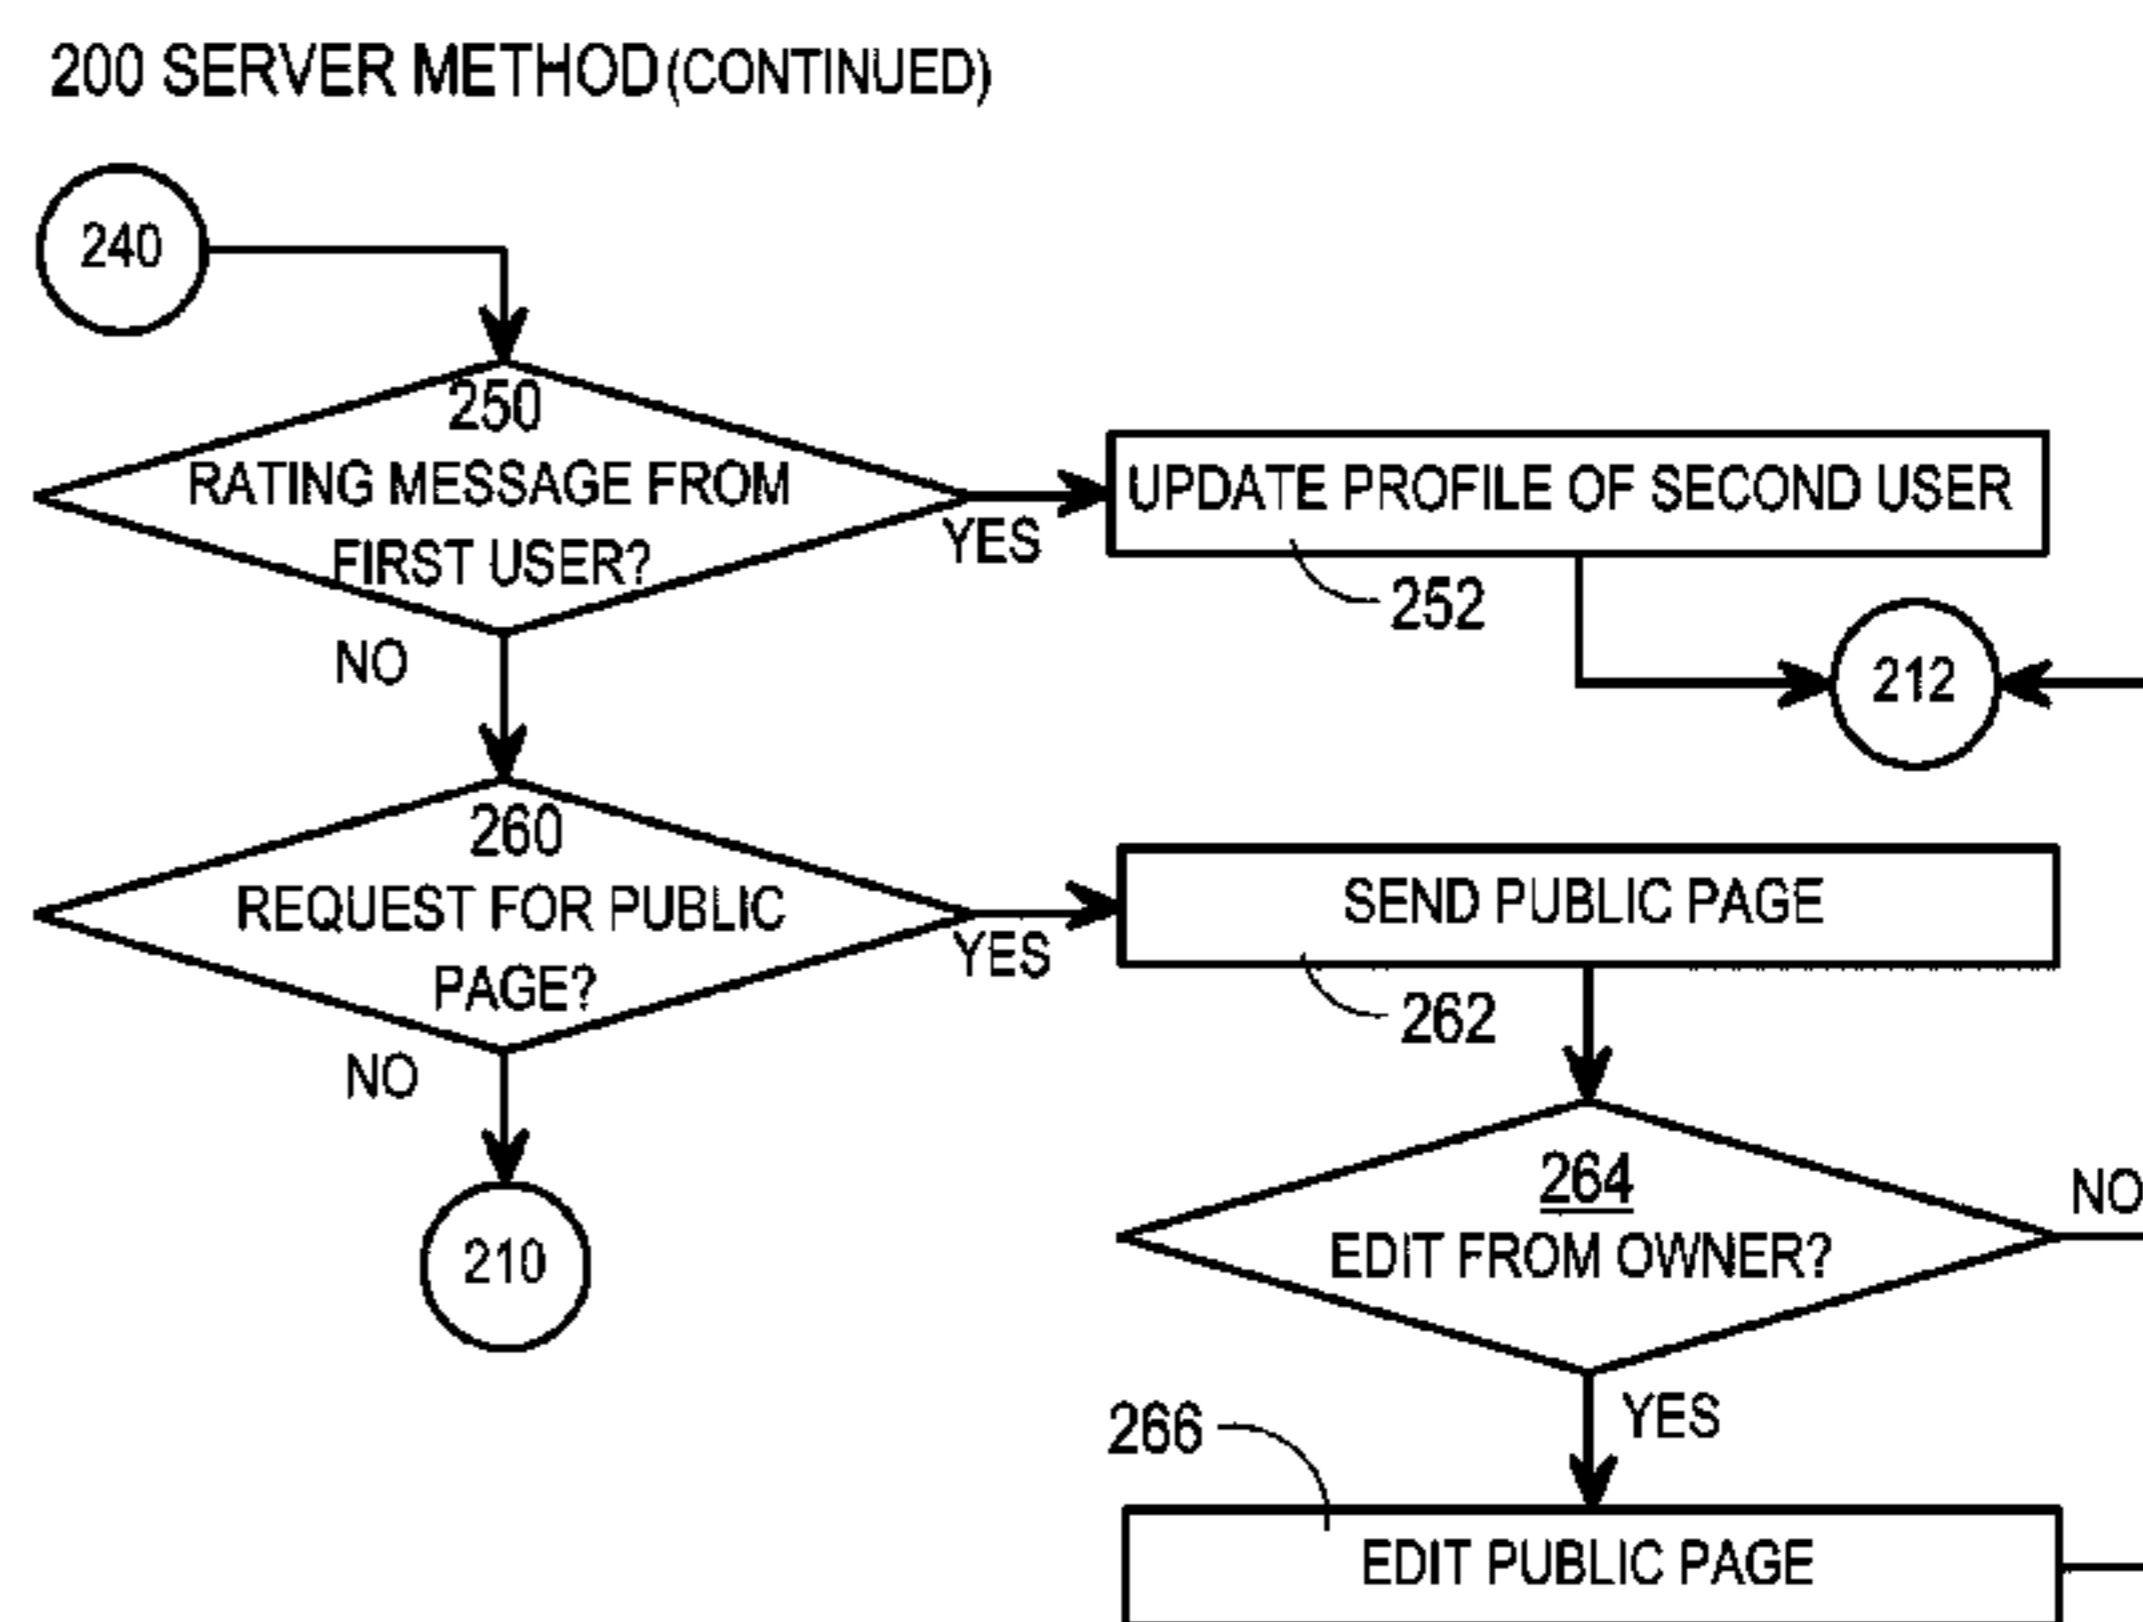 200 SERVER METHOD (CONTINUED)
240
250
RATING MESSAGE FROM
FIRST USER?
YES
UPDATE PROFILE OF SECOND USER
252
NO
212
260
REQUEST FOR PUBLIC
PAGE?
YES
SEND PUBLIC PAGE
262
NO
210
264
EDIT FROM OWNER?
NO
YES
266
EDIT PUBLIC PAGE